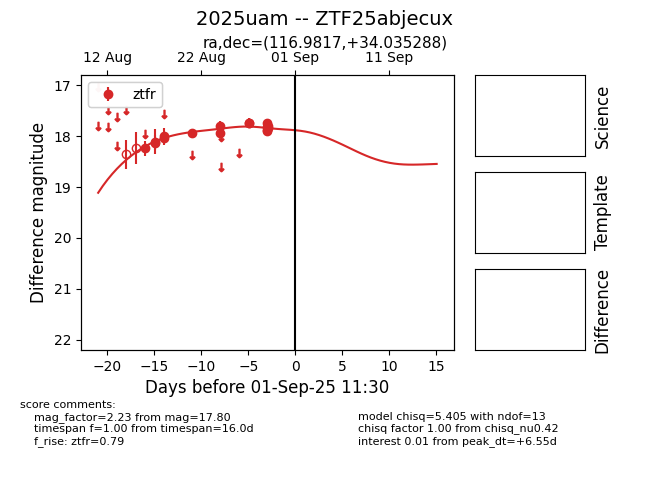 2025uam -- ZTF25abjecux
ra,dec=(116.9817,+34.035288)
12 Aug 22 Aug 01 Sep 11 Sep
ztfr
17
18
19
20
21
22
Difference magnitude
−20 −15 −10 −5 0 5 10 15
Days before 01-Sep-25 11:30
Science
Template
Difference
score comments:
mag_factor=2.23 from mag=17.80
timespan f=1.00 from timespan=16.0d
f_rise: ztfr=0.79
model chisq=5.405 with ndof=13
chisq factor 1.00 from chisq_nu0.42
interest 0.01 from peak_dt=+6.55d